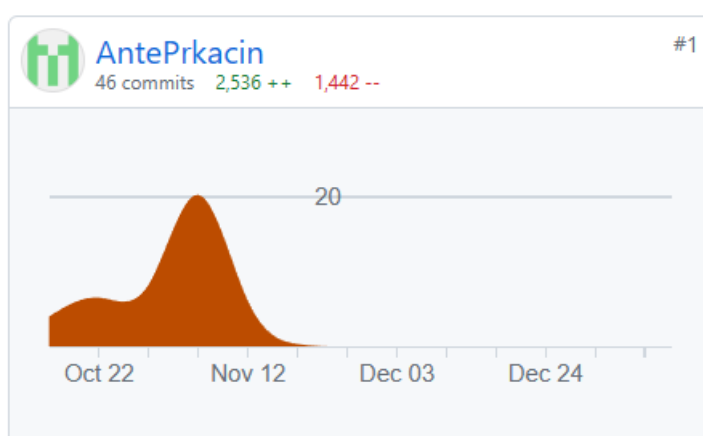 AntePrkacin
#1
46 commits 2,536 ++ 1,442 --
20
Oct 22 Nov 12 Dec 03 Dec 24